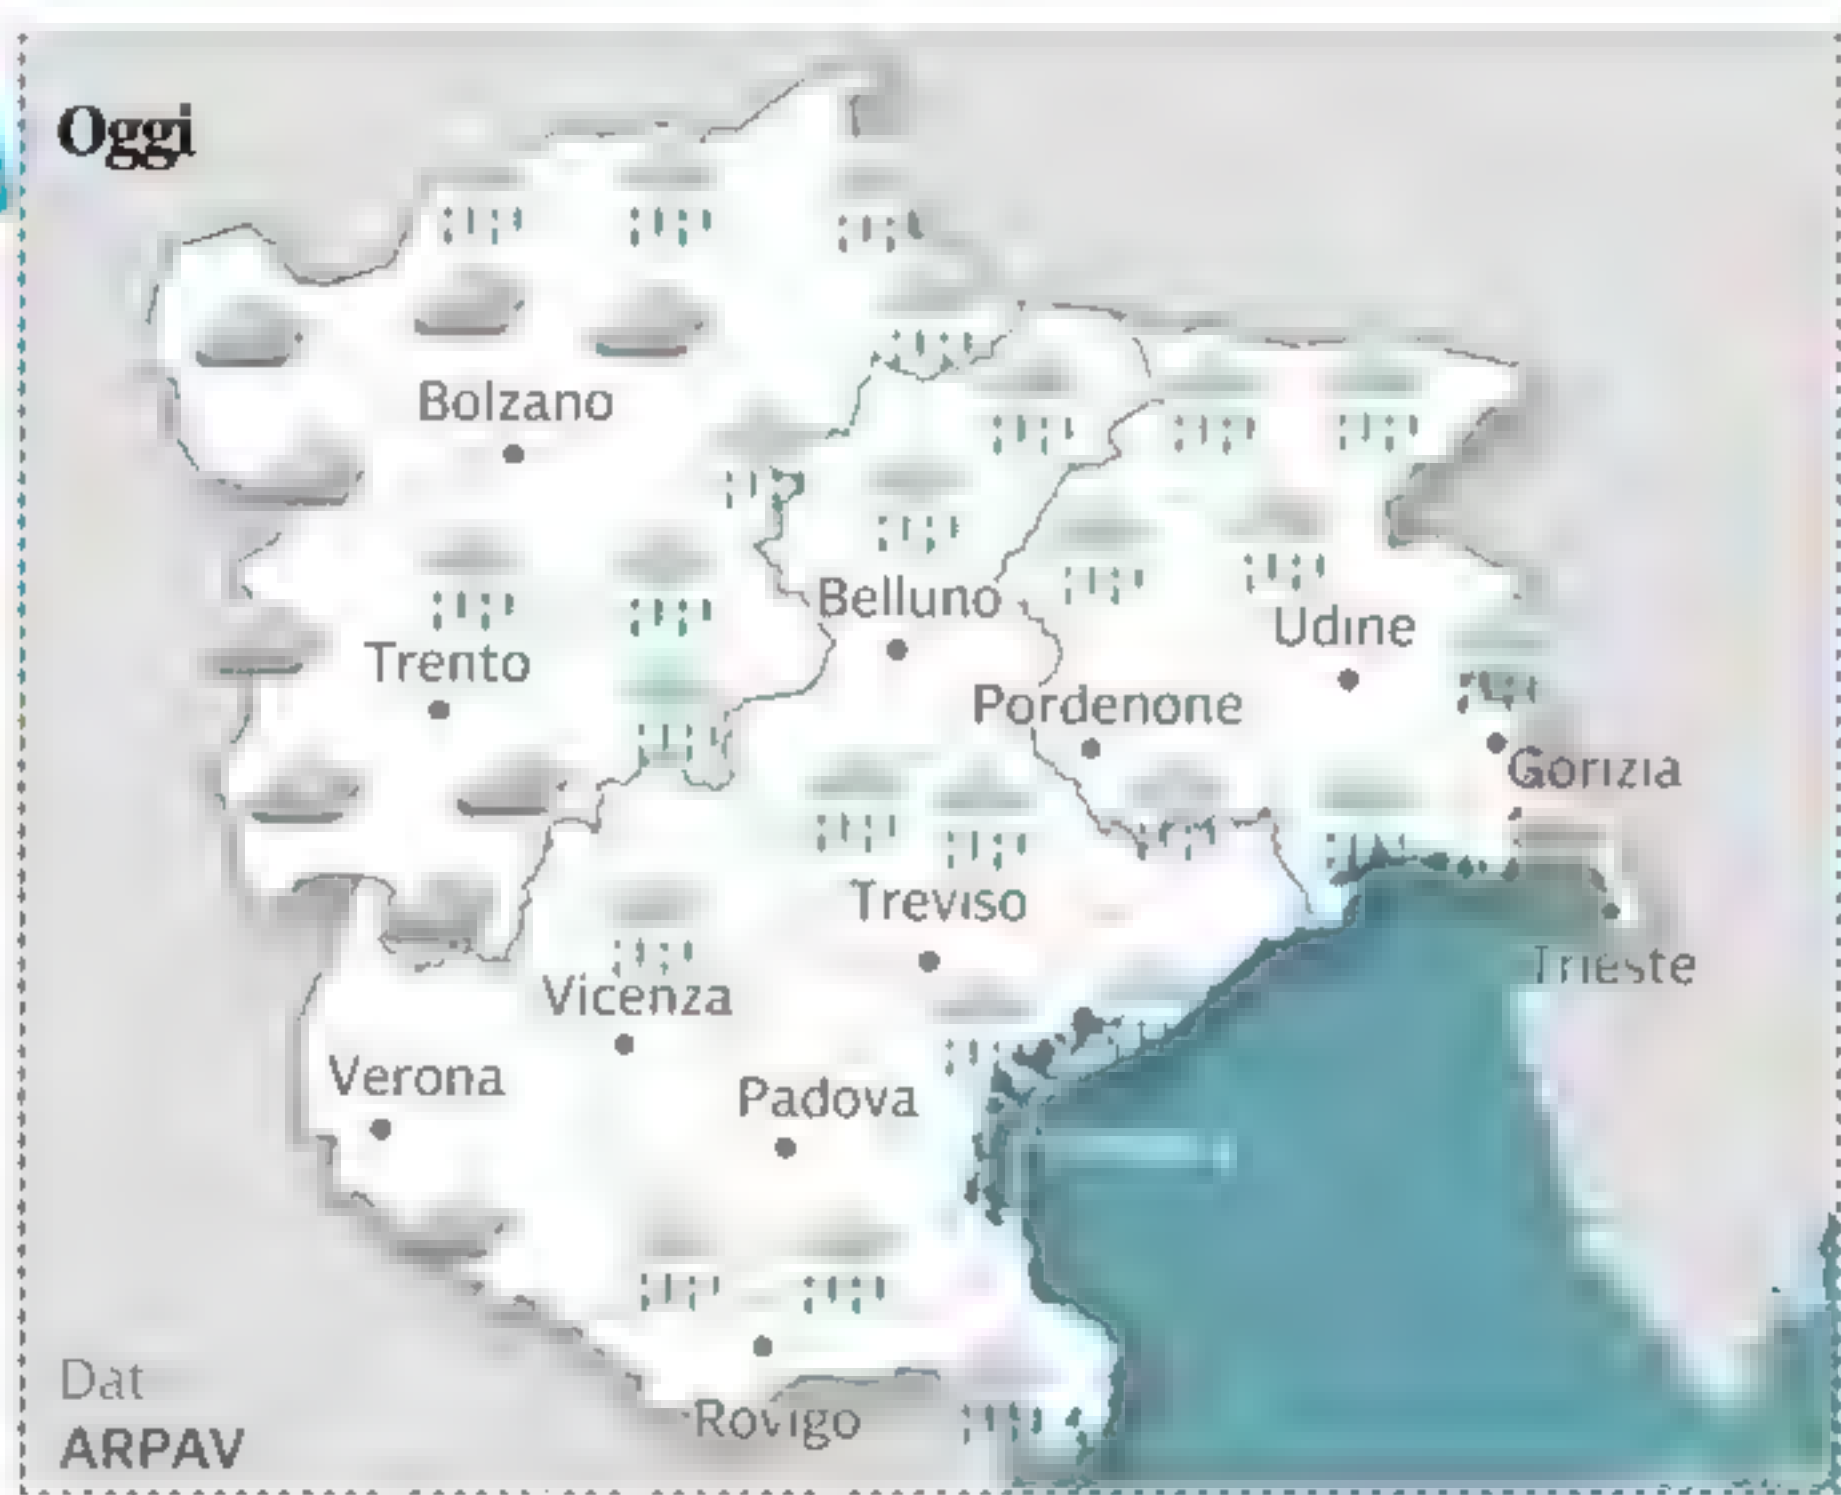 Oggi
Bolzano
Belluno
Udine
Trento
Pordenone
Gorizia
Treviso
Trieste
Vicenza
Verona
Padova
Rovigo
Dat
ARPAV